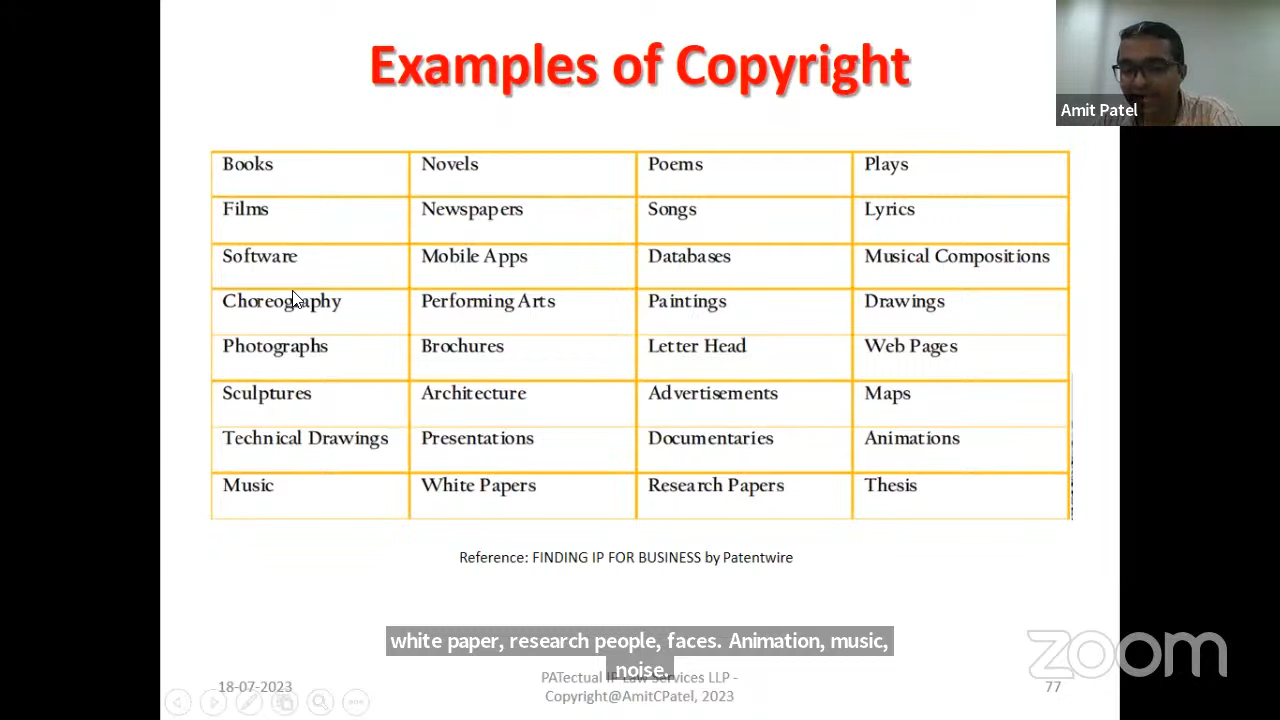 Examples of Copyright
Amit Patel
Books Novels Poems Plays
Films Newspapers Songs Lyrics
Software Mobile Apps Databases Musical Compositions
Choreography Performing Arts Paintings Drawings
Photographs Brochures Letter Head Web Pages
Sculptures Architecture Advertisements Maps
Technical Drawings Presentations Documentaries Animations
Music White Papers Research Papers Thesis
Reference: FINDING IP FOR BUSINESS by Patentwire
white paper, research people, faces. Animation, music,
noise.
zoom
18-07-2023
PATectual IP Law Services LLP -
Copyright@AmitCPatel, 2023
77